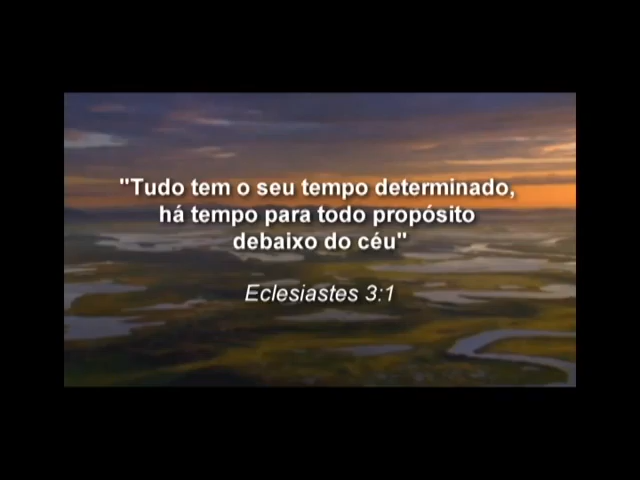 "Tudo tem o seu tempo determinado,
há tempo para todo propósito
debaixo do céu"
Eclesiastes 3:1